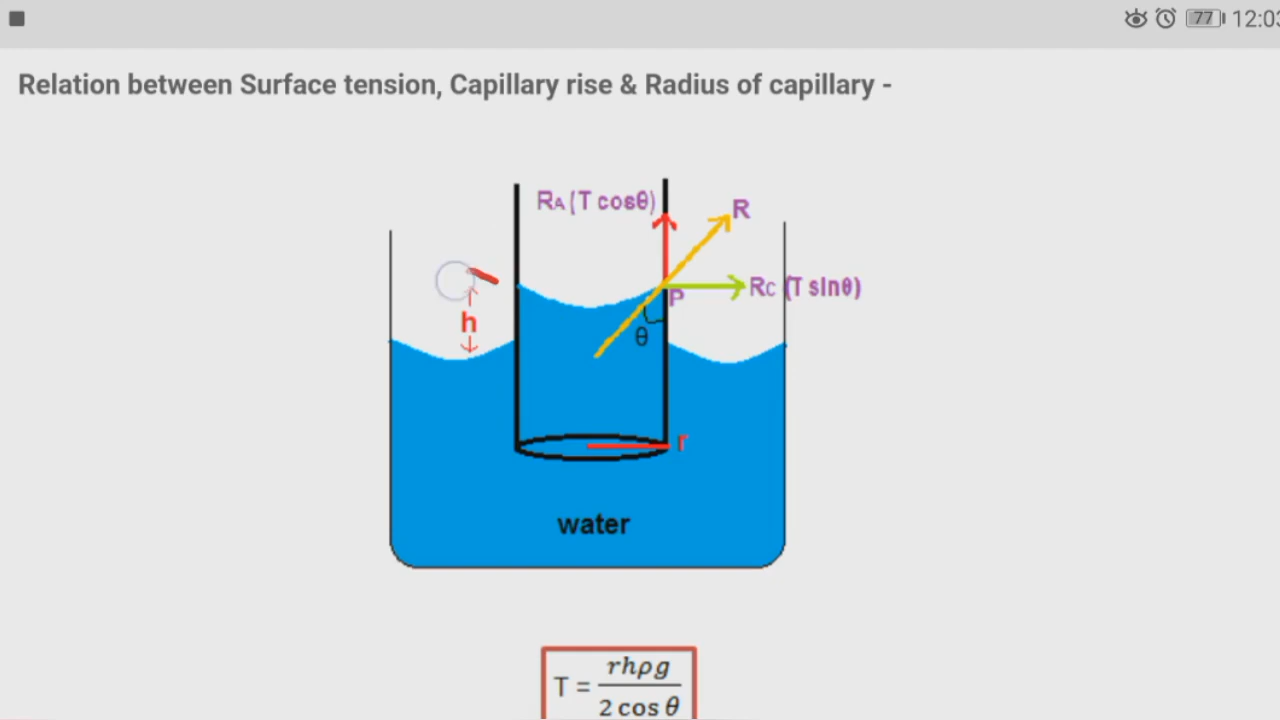 77 12:03
Relation between Surface tension, Capillary rise & Radius of capillary -
RA (T cosθ)
R
P
RC (T sinθ)
h
θ
r
water
T = rhρg / 2 cos θ